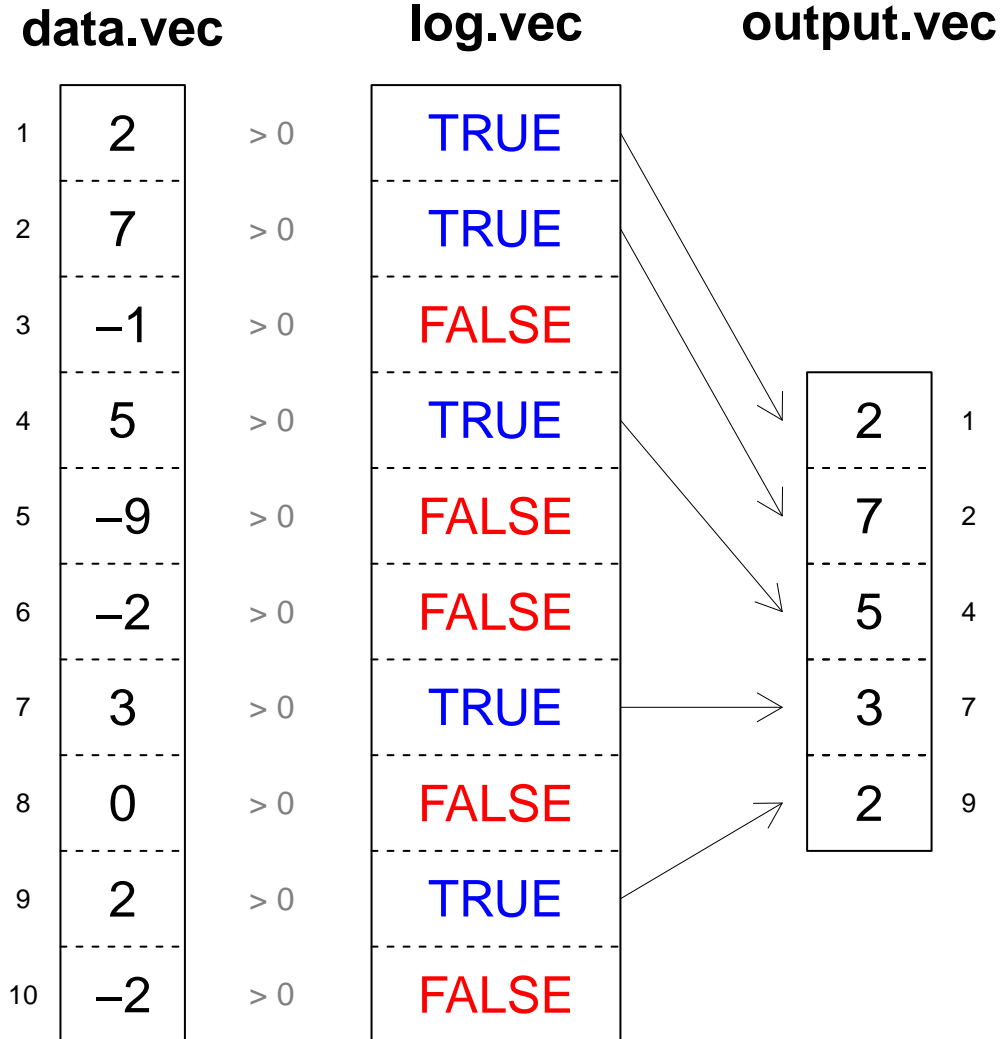 data.vec log.vec output.vec
1 2 > 0 TRUE
2 7 > 0 TRUE
3 –1 > 0 FALSE
4 5 > 0 TRUE 2 1
5 –9 > 0 FALSE 7 2
6 –2 > 0 FALSE 5 4
7 3 > 0 TRUE 3 7
8 0 > 0 FALSE 2 9
9 2 > 0 TRUE
10 –2 > 0 FALSE